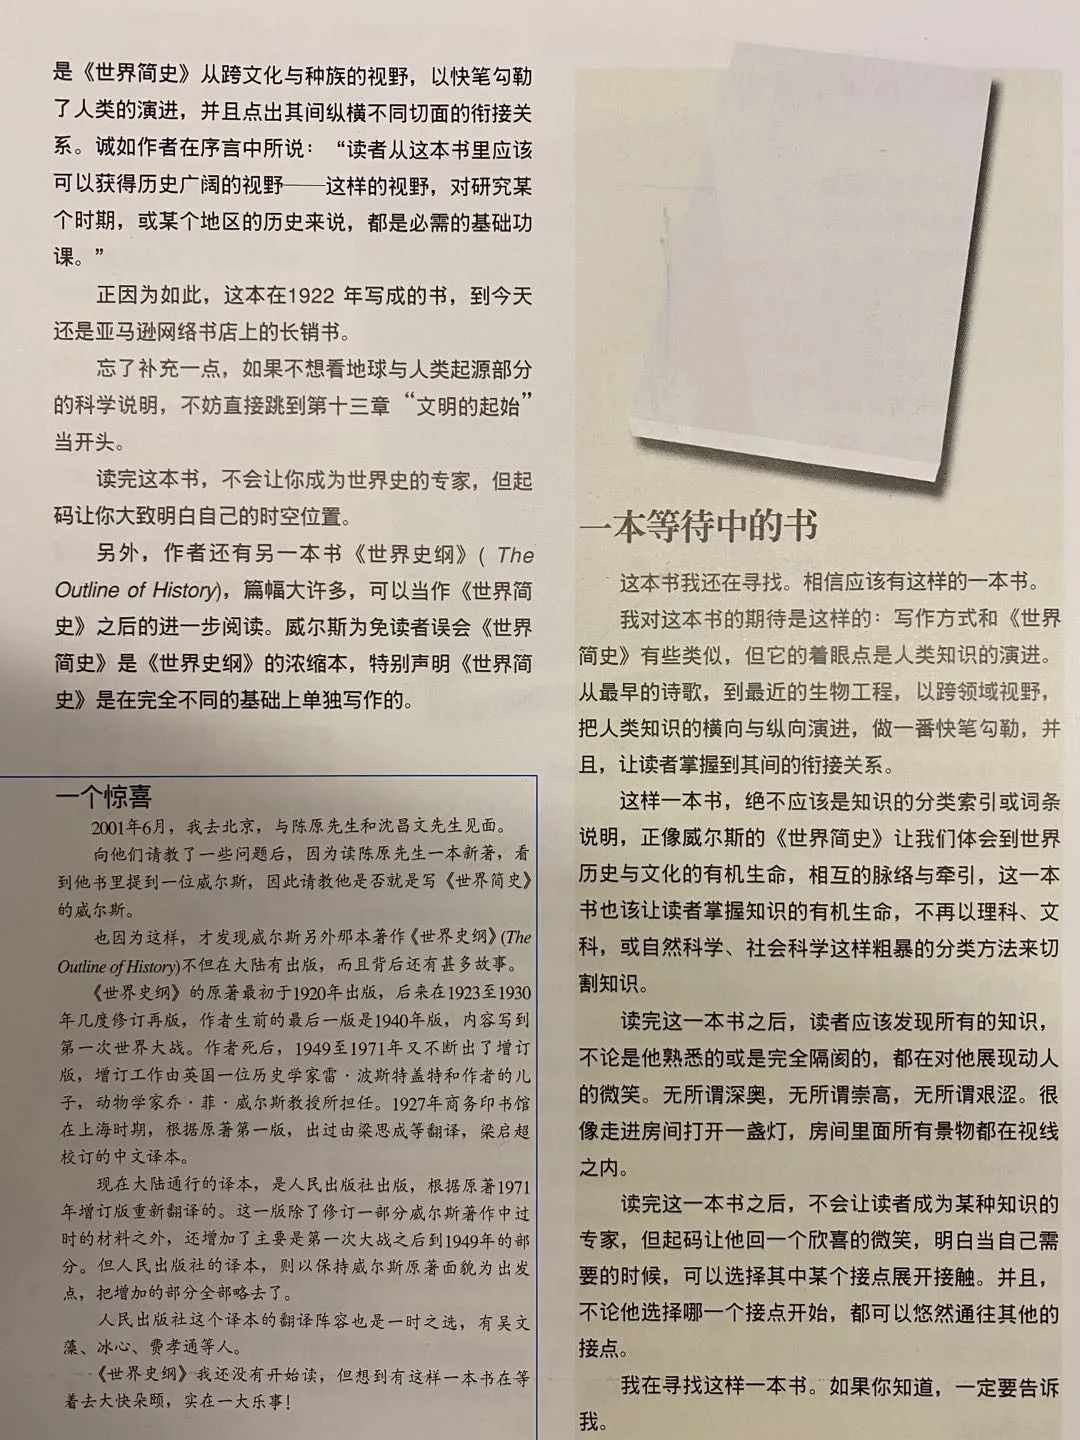 是《世界简史》从跨文化与种族的视野，以快笔勾勒
了人类的演进，并且点出其间纵横不同切面的衔接关
系。诚如作者在序言中所说：“读者从这本书里应该
可以获得历史广阔的视野——这样的视野，对研究某
个时期，或某个地区的历史来说，都是必需的基础功
课。”
正因为如此，这本在1922 年写成的书，到今天
还是亚马逊网络书店上的长销书。
忘了补充一点，如果不想看地球与人类起源部分
的科学说明，不妨直接跳到第十三章“文明的起始”
当开头。
读完这本书，不会让你成为世界史的专家，但起
码让你大致明白自己的时空位置。
另外，作者还有另一本书《世界史纲》( The
Outline of History)，篇幅大许多，可以当作《世界简
史》之后的进一步阅读。威尔斯为免读者误会《世界
简史》是《世界史纲》的浓缩本，特别声明《世界简
史》是在完全不同的基础上单独写作的。
一个惊喜
2001年6月，我去北京，与陈原先生和沈昌文先生见面。
向他们请教了一些问题后，因为读陈原先生一本新著，看
到他书里提到一位威尔斯，因此请教他是否就是写《世界简史》
的威尔斯。
也因为这样，才发现威尔斯另外那本著作《世界史纲》(The
Outline of History)不但在大陆有出版，而且背后还有甚多故事。
《世界史纲》的原著最初于1920年出版，后来在1923至1930
年几度修订再版，作者生前的最后一版是1940年版，内容写到
第一次世界大战。作者死后，1949至1971年又不断出了增订
版，增订工作由英国一位历史学家雷·波斯特盖特和作者的儿
子，动物学家乔·菲·威尔斯教授所担任。1927年商务印书馆
在上海时期，根据原著第一版，出过由梁思成等翻译，梁启超
校订的中文译本。
现在大陆通行的译本，是人民出版社出版，根据原著1971
年增订版重新翻译的。这一版除了修订一部分威尔斯著作中过
时的材料之外，还增加了主要是第一次大战之后到1949年的部
分。但人民出版社的译本，则以保持威尔斯原著面貌为出发
点，把增加的部分全部略去了。
人民出版社这个译本的翻译阵容也是一时之选，有吴文
藻、冰心、费孝通等人。
《世界史纲》我还没有开始读，但想到有这样一本书在等
着去大快朵颐，实在一大乐事！
一本等待中的书
这本书我还在寻找。相信应该有这样的一本书。
我对这本书的期待是这样的：写作方式和《世界
简史》有些类似，但它的着眼点是人类知识的演进。
从最早的诗歌，到最近的生物工程，以跨领域视野，
把人类知识的横向与纵向演进，做一番快笔勾勒，并
且，让读者掌握到其间的衔接关系。
这样一本书，绝不应该是知识的分类索引或词条
说明，正像威尔斯的《世界简史》让我们体会到世界
历史与文化的有机生命，相互的脉络与牵引，这一本
书也该让读者掌握知识的有机生命，不再以理科、文
科，或自然科学、社会科学这样粗暴的分类方法来切
割知识。
读完这一本书之后，读者应该发现所有的知识，
不论是他熟悉的或是完全隔阂的，都在对他展现动人
的微笑。无所谓深奥，无所谓崇高，无所谓艰涩。很
像走进房间打开一盏灯，房间里面所有景物都在视线
之内。
读完这一本书之后，不会让读者成为某种知识的
专家，但起码让他回一个欣喜的微笑，明白当自己需
要的时候，可以选择其中某个接点展开接触。并且，
不论他选择哪一个接点开始，都可以悠然通往其他的
接点。
我在寻找这样一本书。如果你知道，一定要告诉
我。